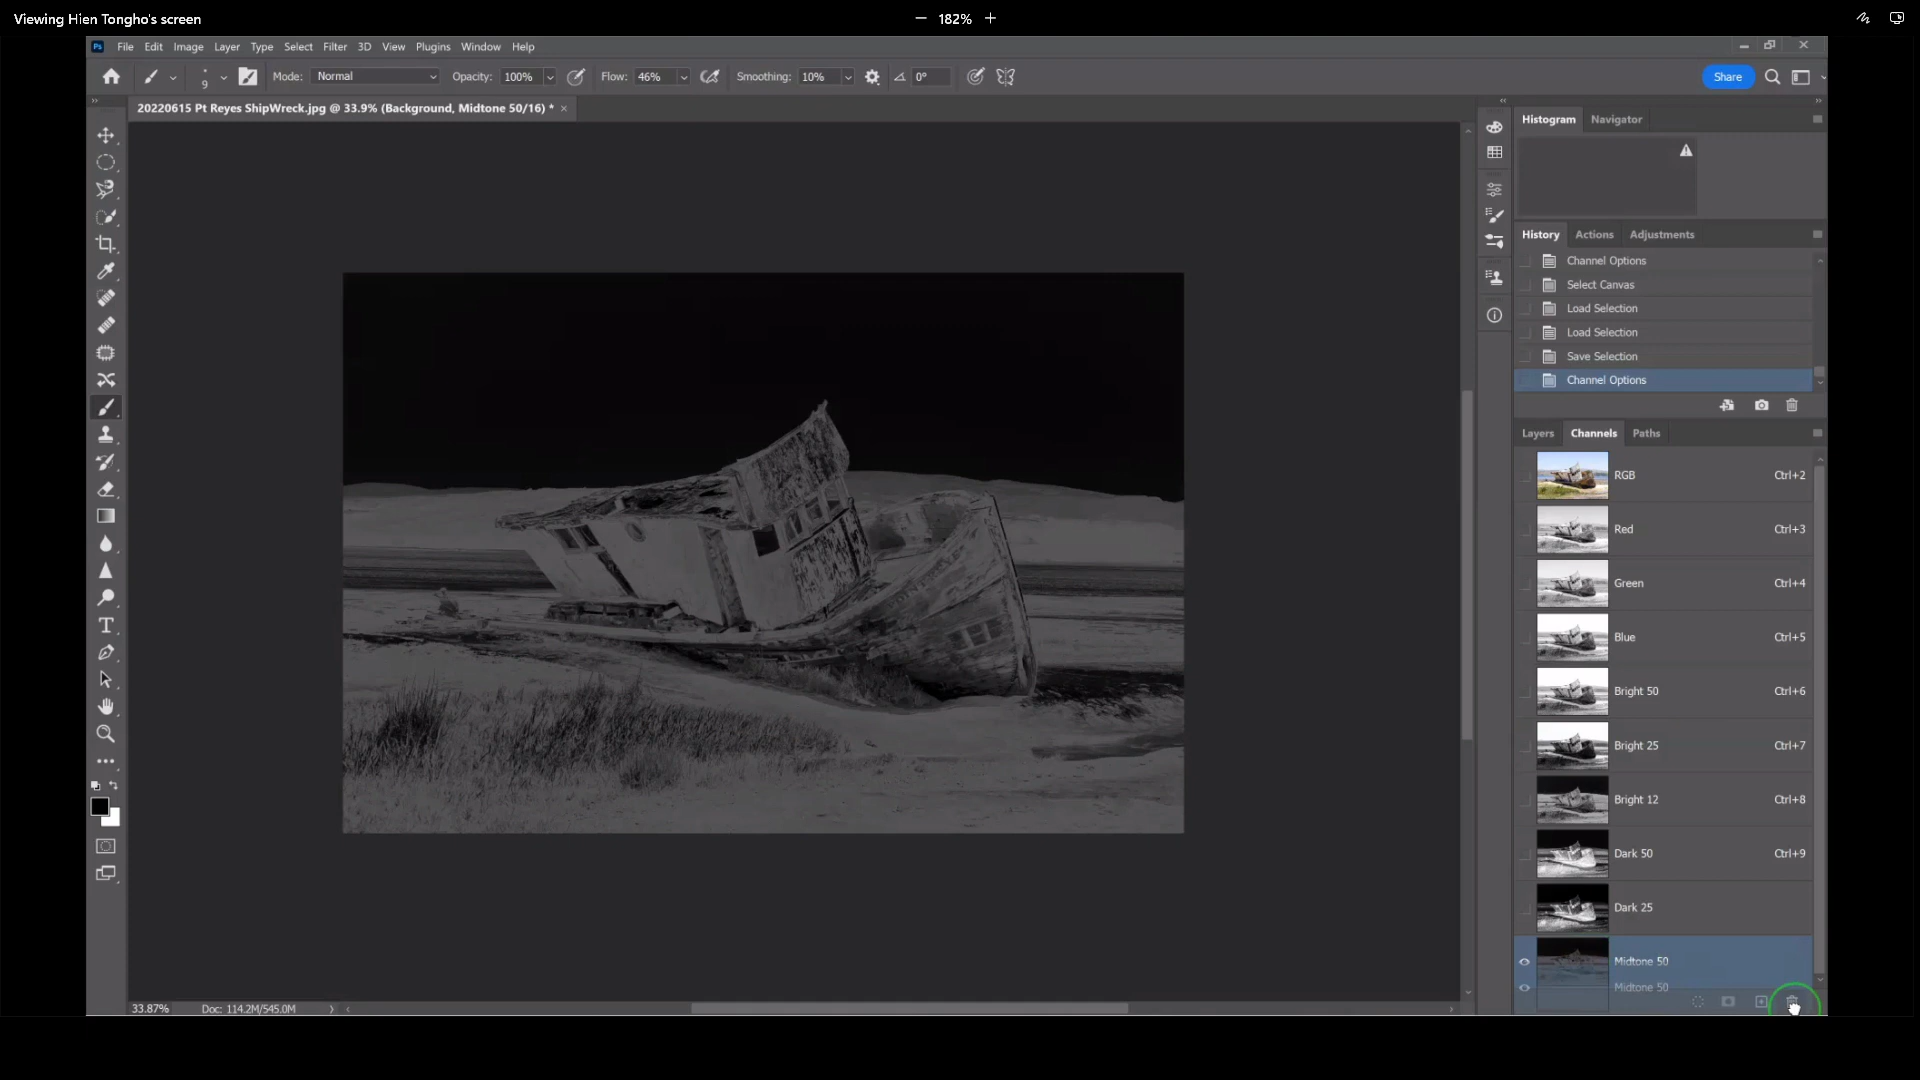 Viewing Hien Tongho's screen
182%
Ps File Edit Image Layer Type Select Filter 3D View Plugins Window Help
9 Mode: Normal Opacity: 100% Flow: 46% Smoothing: 10% 0° Share
20220615 Pt Reyes ShipWreck.jpg @ 33.9% (Background, Midtone 50/16) *
Histogram Navigator
History Actions Adjustments
Channel Options
Select Canvas
Load Selection
Load Selection
Save Selection
Channel Options
Layers Channels Paths
RGB Ctrl+2
Red Ctrl+3
Green Ctrl+4
Blue Ctrl+5
Bright 50 Ctrl+6
Bright 25 Ctrl+7
Bright 12 Ctrl+8
Dark 50 Ctrl+9
Dark 25
Midtone 50
Midtone 50
33.87% Doc: 114.2M/545.0M